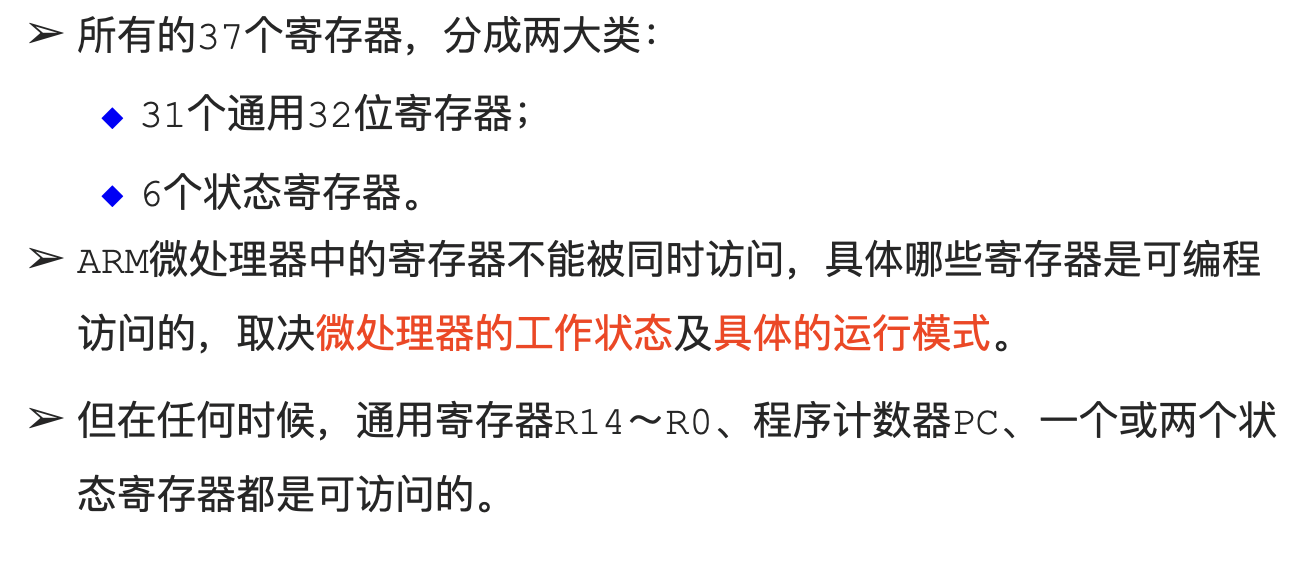 ➢ 所有的37个寄存器，分成两大类：
◆ 31个通用32位寄存器；
◆ 6个状态寄存器。
➢ ARM微处理器中的寄存器不能被同时访问，具体哪些寄存器是可编程
访问的，取决微处理器的工作状态及具体的运行模式。
➢ 但在任何时候，通用寄存器R14～R0、程序计数器PC、一个或两个状
态寄存器都是可访问的。